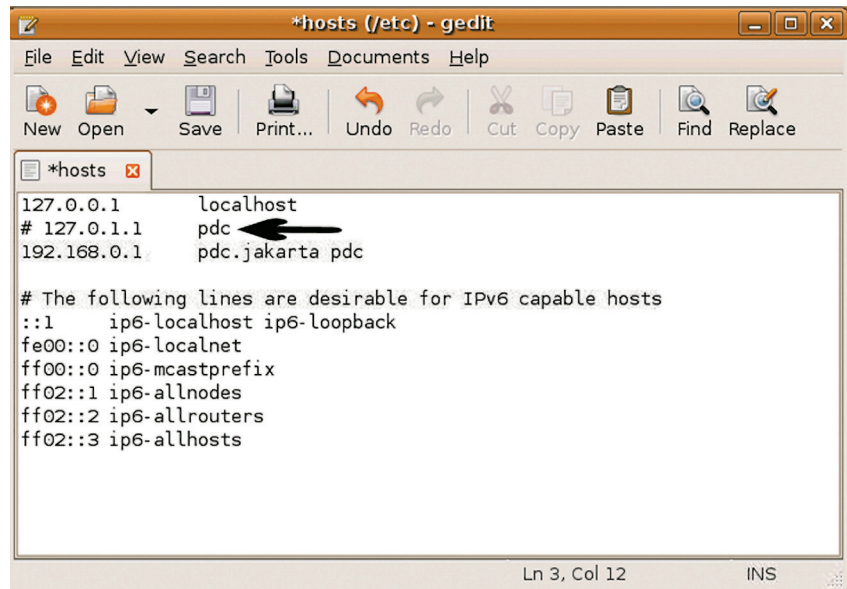 *hosts (/etc) - gedit
File Edit View Search Tools Documents Help
New Open Save Print... Undo Redo Cut Copy Paste Find Replace
*hosts
127.0.0.1 localhost
# 127.0.1.1 pdc
192.168.0.1 pdc.jakarta pdc
# The following lines are desirable for IPv6 capable hosts
::1 ip6-localhost ip6-loopback
fe00::0 ip6-localnet
ff00::0 ip6-mcastprefix
ff02::1 ip6-allnodes
ff02::2 ip6-allrouters
ff02::3 ip6-allhosts
Ln 3, Col 12 INS